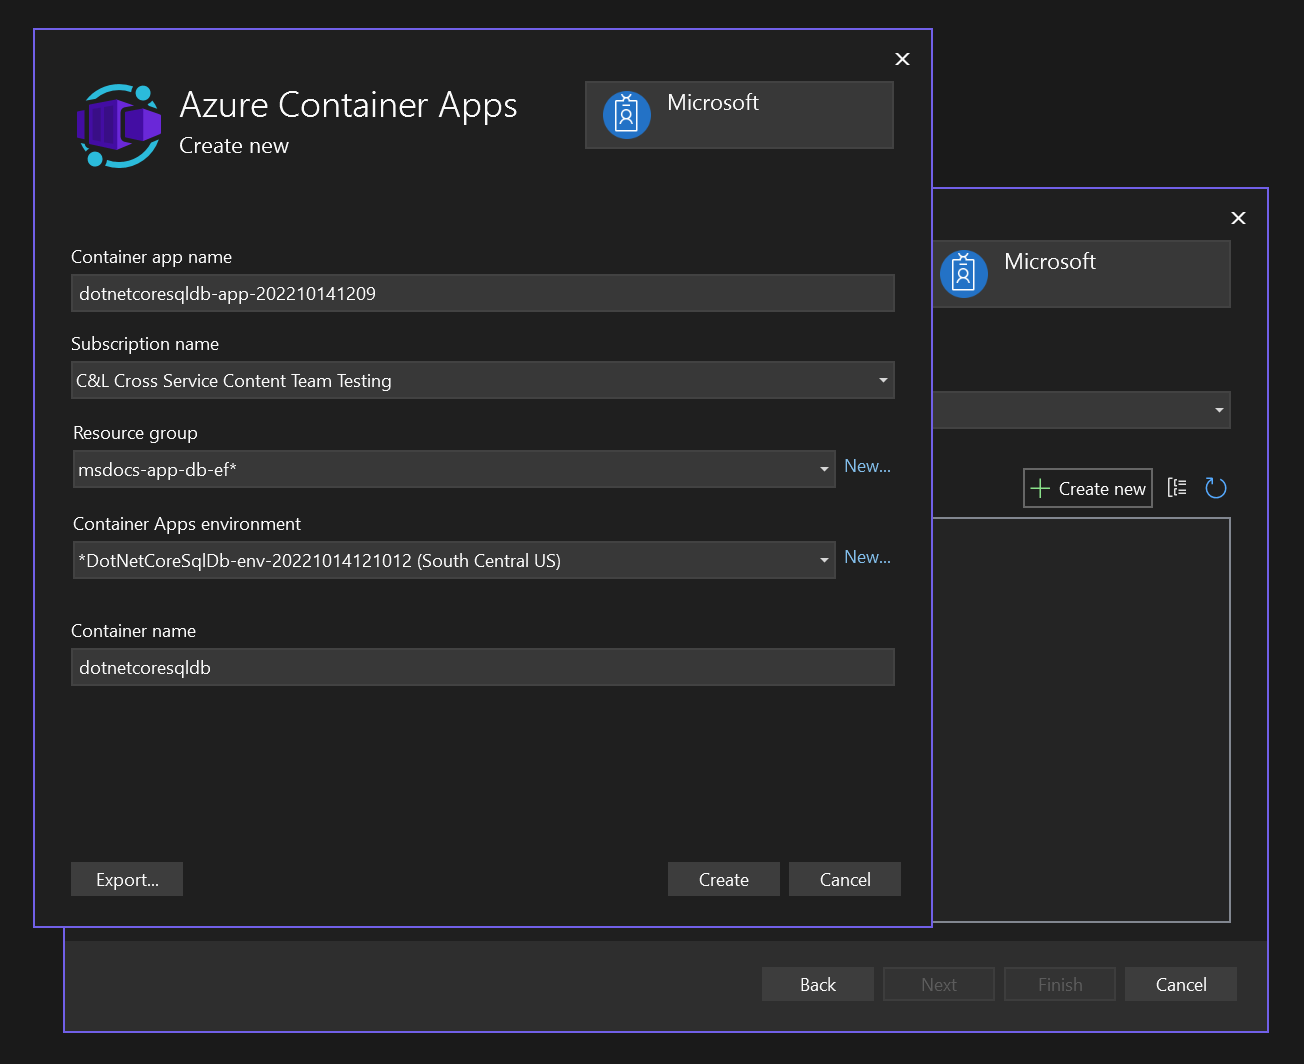 Azure Container Apps
Create new
Microsoft
Container app name
dotnetcoresqldb-app-202210141209
Subscription name
C&L Cross Service Content Team Testing
Resource group
msdocs-app-db-ef*
New...
Container Apps environment
*DotNetCoreSqlDb-env-20221014121012 (South Central US)
New...
Container name
dotnetcoresqldb
Export...
Create
Cancel
Microsoft
Create new
Back
Next
Finish
Cancel